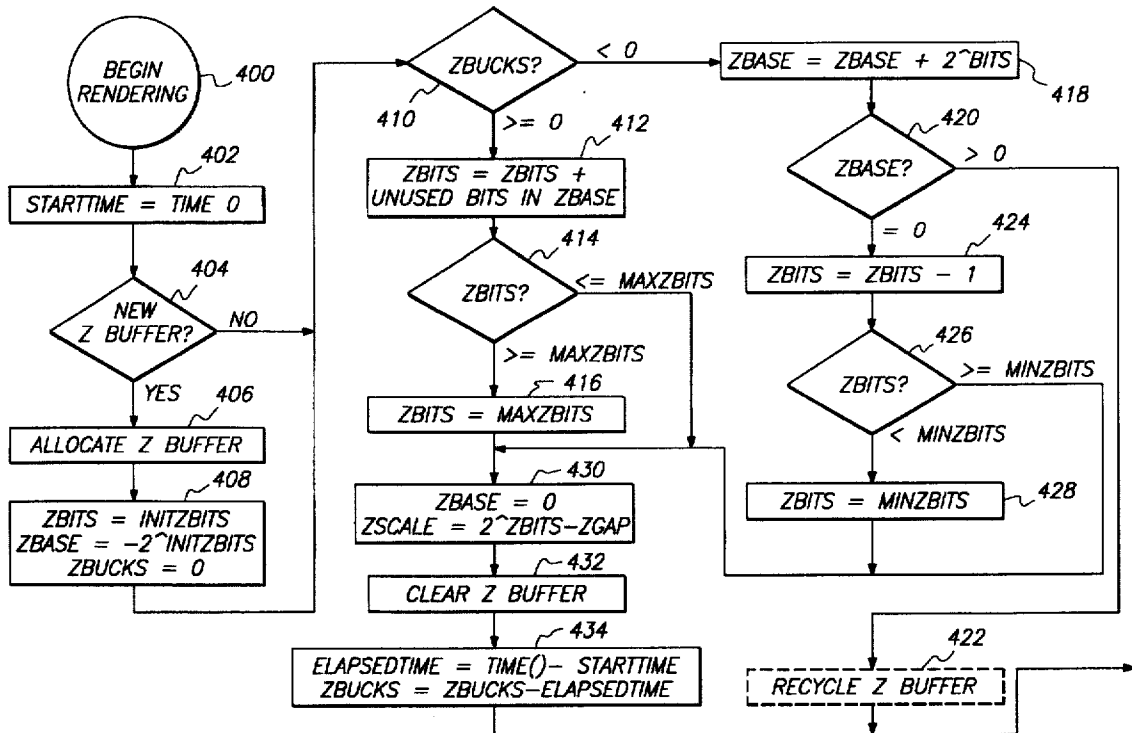 BEGIN
RENDERING
400
402
STARTTIME = TIME 0
404
NEW
Z BUFFER?
NO
YES
406
ALLOCATE Z BUFFER
408
ZBITS = INITZBITS
ZBASE = -2^INITZBITS
ZBUCKS = 0
ZBUCKS?
410
< 0
>= 0
412
ZBITS = ZBITS +
UNUSED BITS IN ZBASE
414
ZBITS?
<= MAXZBITS
>= MAXZBITS
416
ZBITS = MAXZBITS
430
ZBASE = 0
ZSCALE = 2^ZBITS-ZGAP
432
CLEAR Z BUFFER
434
ELAPSEDTIME = TIME()- STARTTIME
ZBUCKS = ZBUCKS-ELAPSEDTIME
ZBASE = ZBASE + 2^BITS
418
420
ZBASE?
> 0
= 0
424
ZBITS = ZBITS - 1
426
ZBITS?
>= MINZBITS
< MINZBITS
ZBITS = MINZBITS
428
422
RECYCLE Z BUFFER